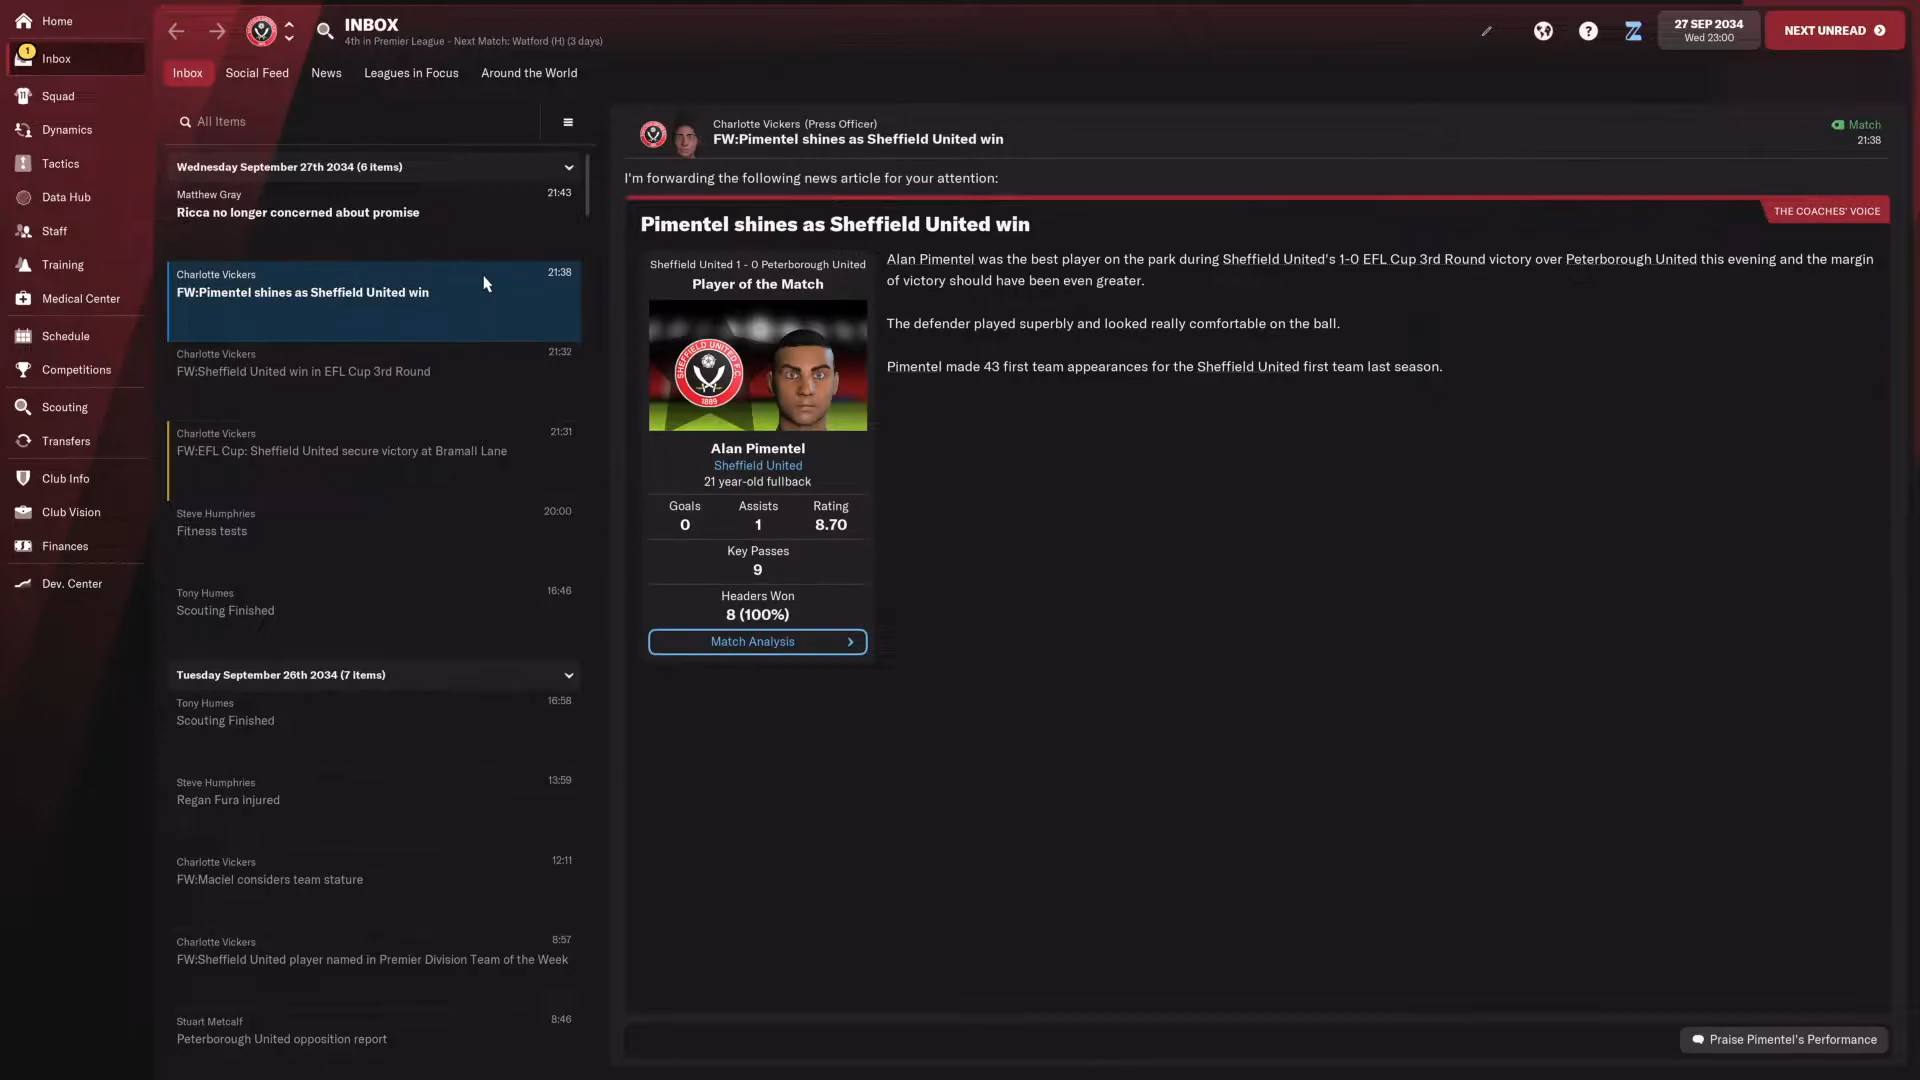 Home
1
Inbox
Squad
Dynamics
Tactics
Data Hub
Staff
Training
Medical Center
Schedule
Competitions
Scouting
Transfers
Club Info
Club Vision
Finances
Dev. Center
INBOX
4th in Premier League - Next Match: Watford (H) (3 days)
27 SEP 2034
Wed 23:00
NEXT UNREAD
Inbox Social Feed News Leagues in Focus Around the World
All Items
Wednesday September 27th 2034 (6 items)
Matthew Gray 21:43
Ricca no longer concerned about promise
Charlotte Vickers 21:38
FW:Pimentel shines as Sheffield United win
Charlotte Vickers 21:32
FW:Sheffield United win in EFL Cup 3rd Round
Charlotte Vickers 21:31
FW:EFL Cup: Sheffield United secure victory at Bramall Lane
Steve Humphries 20:00
Fitness tests
Tony Humes 16:46
Scouting Finished
Tuesday September 26th 2034 (7 items)
Tony Humes 16:58
Scouting Finished
Steve Humphries 13:59
Regan Fura injured
Charlotte Vickers 12:11
FW:Maciel considers team stature
Charlotte Vickers 8:57
FW:Sheffield United player named in Premier Division Team of the Week
Stuart Metcalf 8:46
Peterborough United opposition report
Charlotte Vickers (Press Officer)
FW:Pimentel shines as Sheffield United win
Match
21:38
I'm forwarding the following news article for your attention:
THE COACHES' VOICE
Pimentel shines as Sheffield United win
Sheffield United 1 - 0 Peterborough United
Player of the Match
SHEFFIELD UNITED F.C.
1889
Alan Pimentel
Sheffield United
21 year-old fullback
Goals Assists Rating
0 1 8.70
Key Passes
9
Headers Won
8 (100%)
Match Analysis
Alan Pimentel was the best player on the park during Sheffield United's 1-0 EFL Cup 3rd Round victory over Peterborough United this evening and the margin
of victory should have been even greater.
The defender played superbly and looked really comfortable on the ball.
Pimentel made 43 first team appearances for the Sheffield United first team last season.
Praise Pimentel's Performance